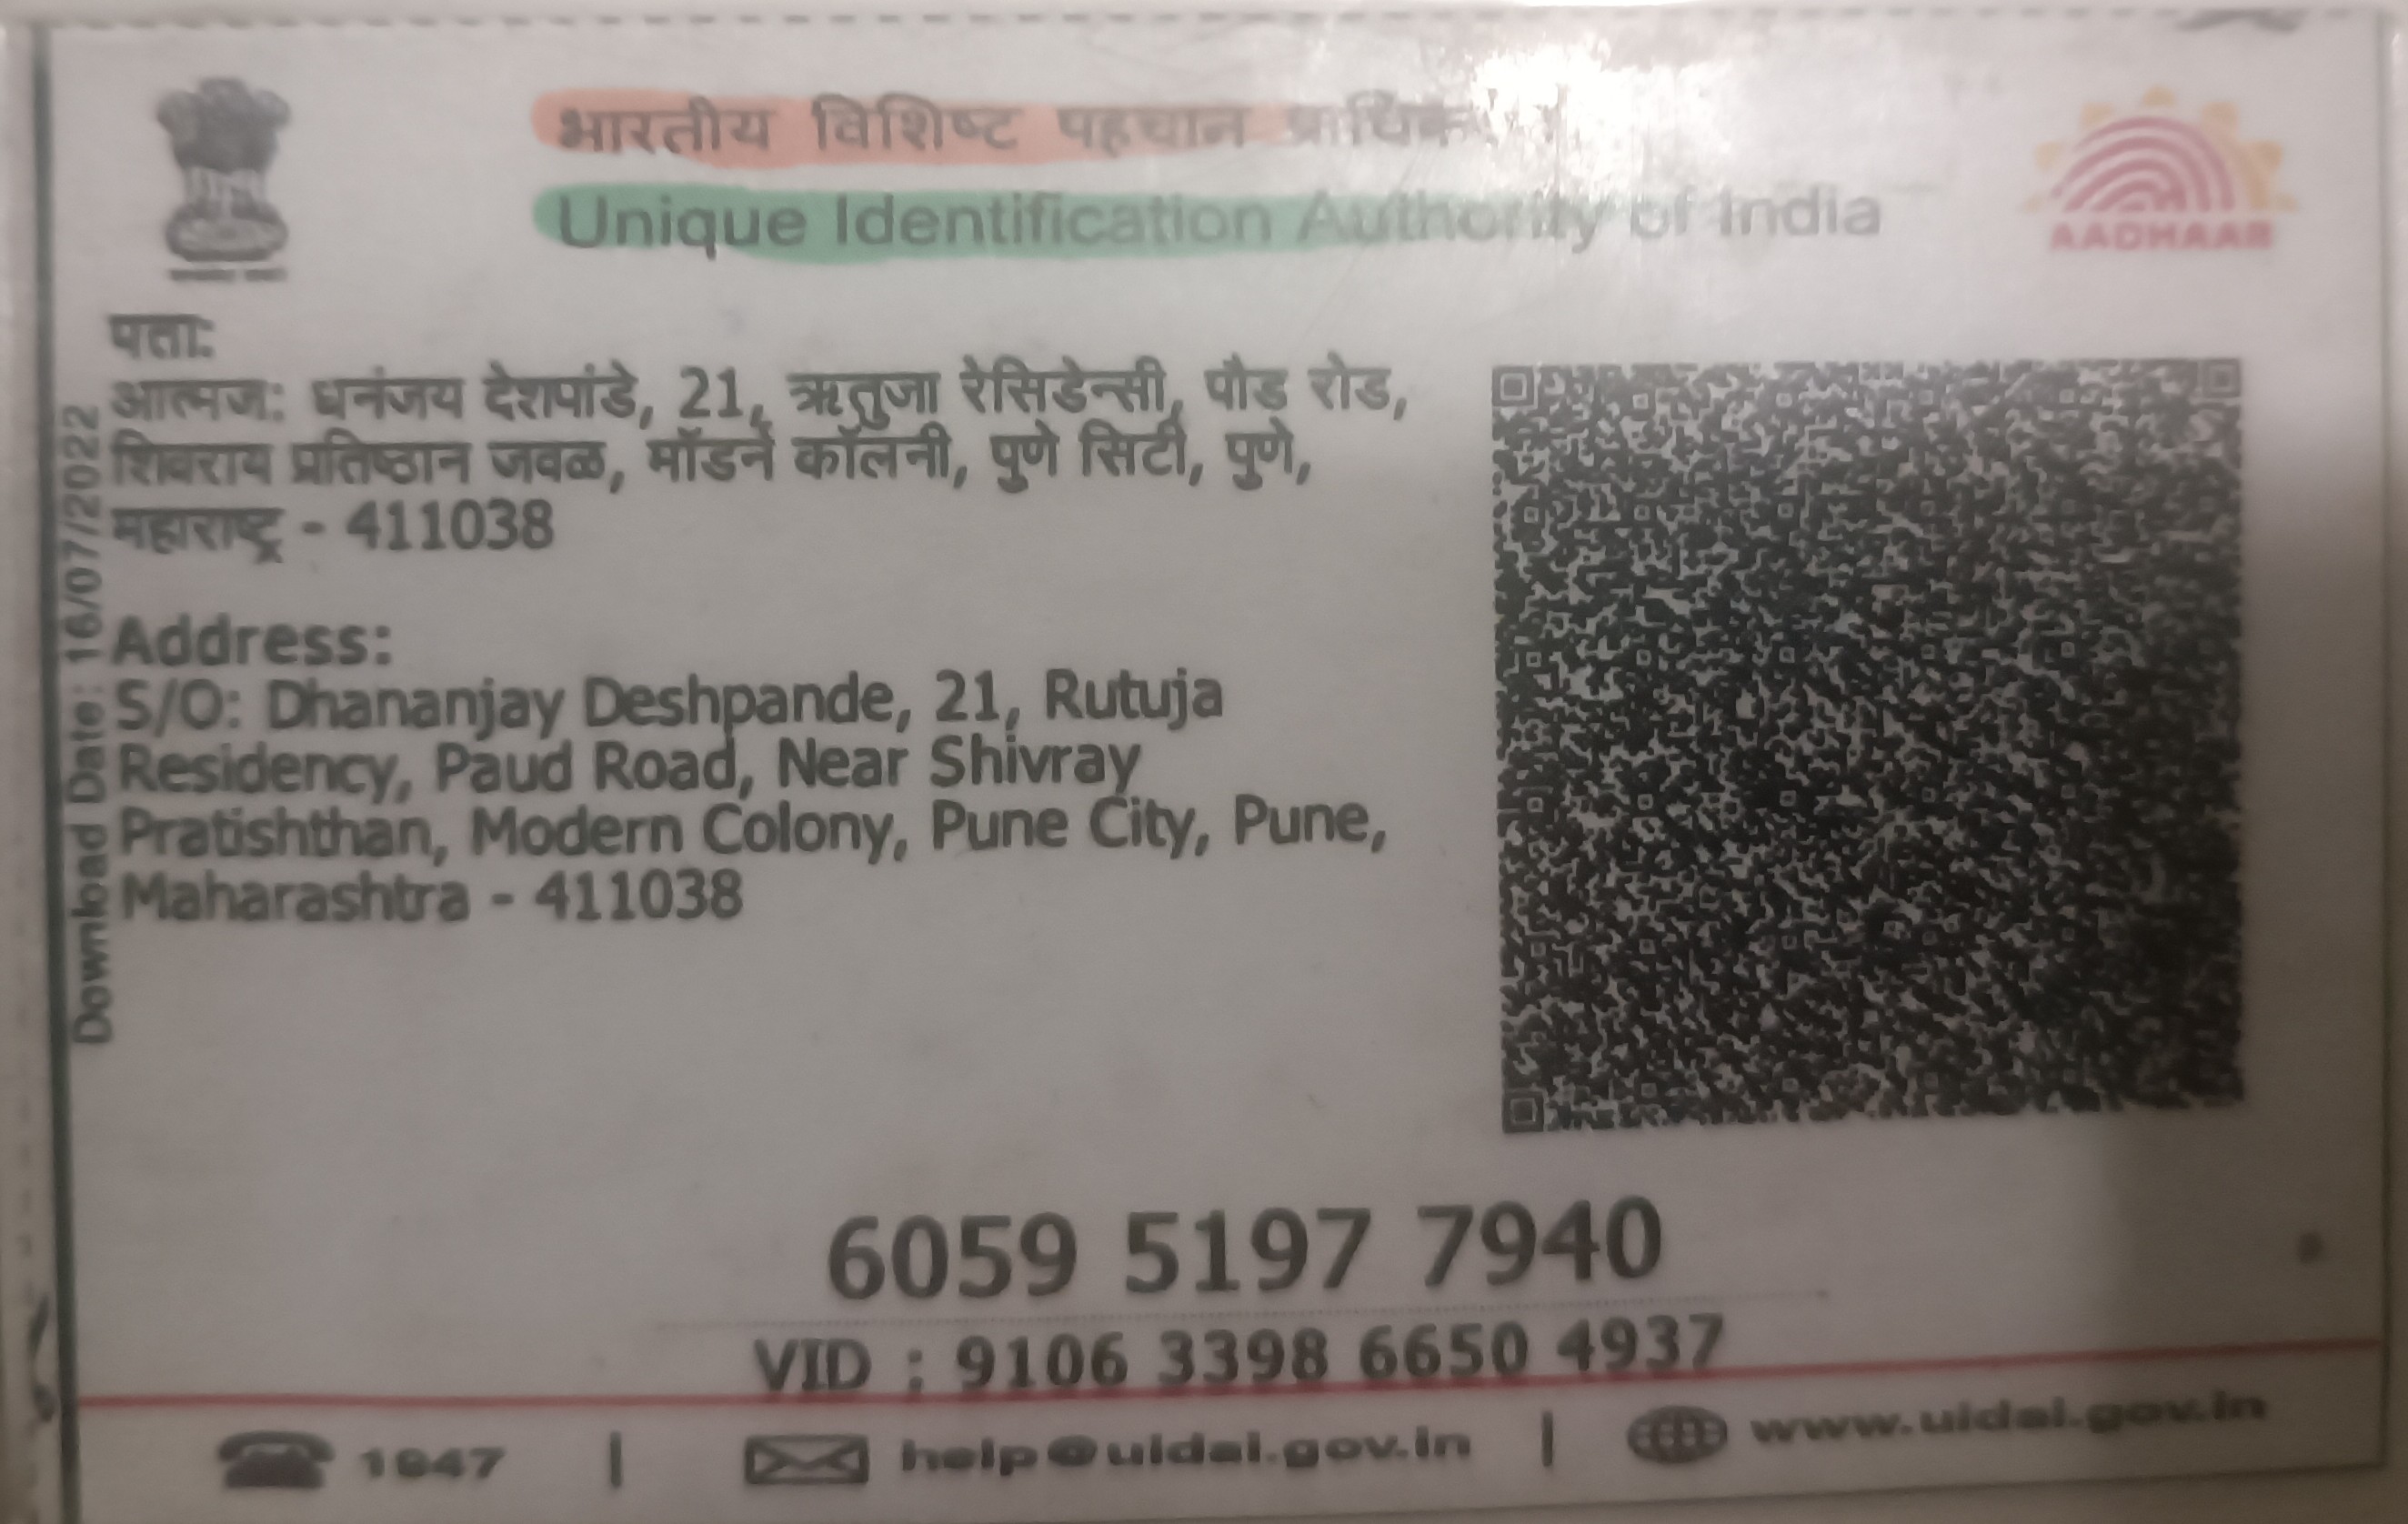 भारतीय विशिष्ट पहचान
Unique Identification Authority of India
AADHAAR
पता:
आत्मज: धनंजय देशपांडे, 21, ऋतुजा रेसिडेन्सी, पौड रोड,
शिवराय प्रतिष्ठान जवळ, मॉडर्न कॉलनी, पुणे सिटी, पुणे,
महाराष्ट्र - 411038
Address:
S/O: Dhananjay Deshpande, 21, Rutuja
Residency, Paud Road, Near Shivray
Pratishthan, Modern Colony, Pune City, Pune,
Maharashtra - 411038
Download Date: 16/07/2022
6059 5197 7940
VID : 9106 3398 6650 4937
1947 | help@uidai.gov.in | www.uidai.gov.in